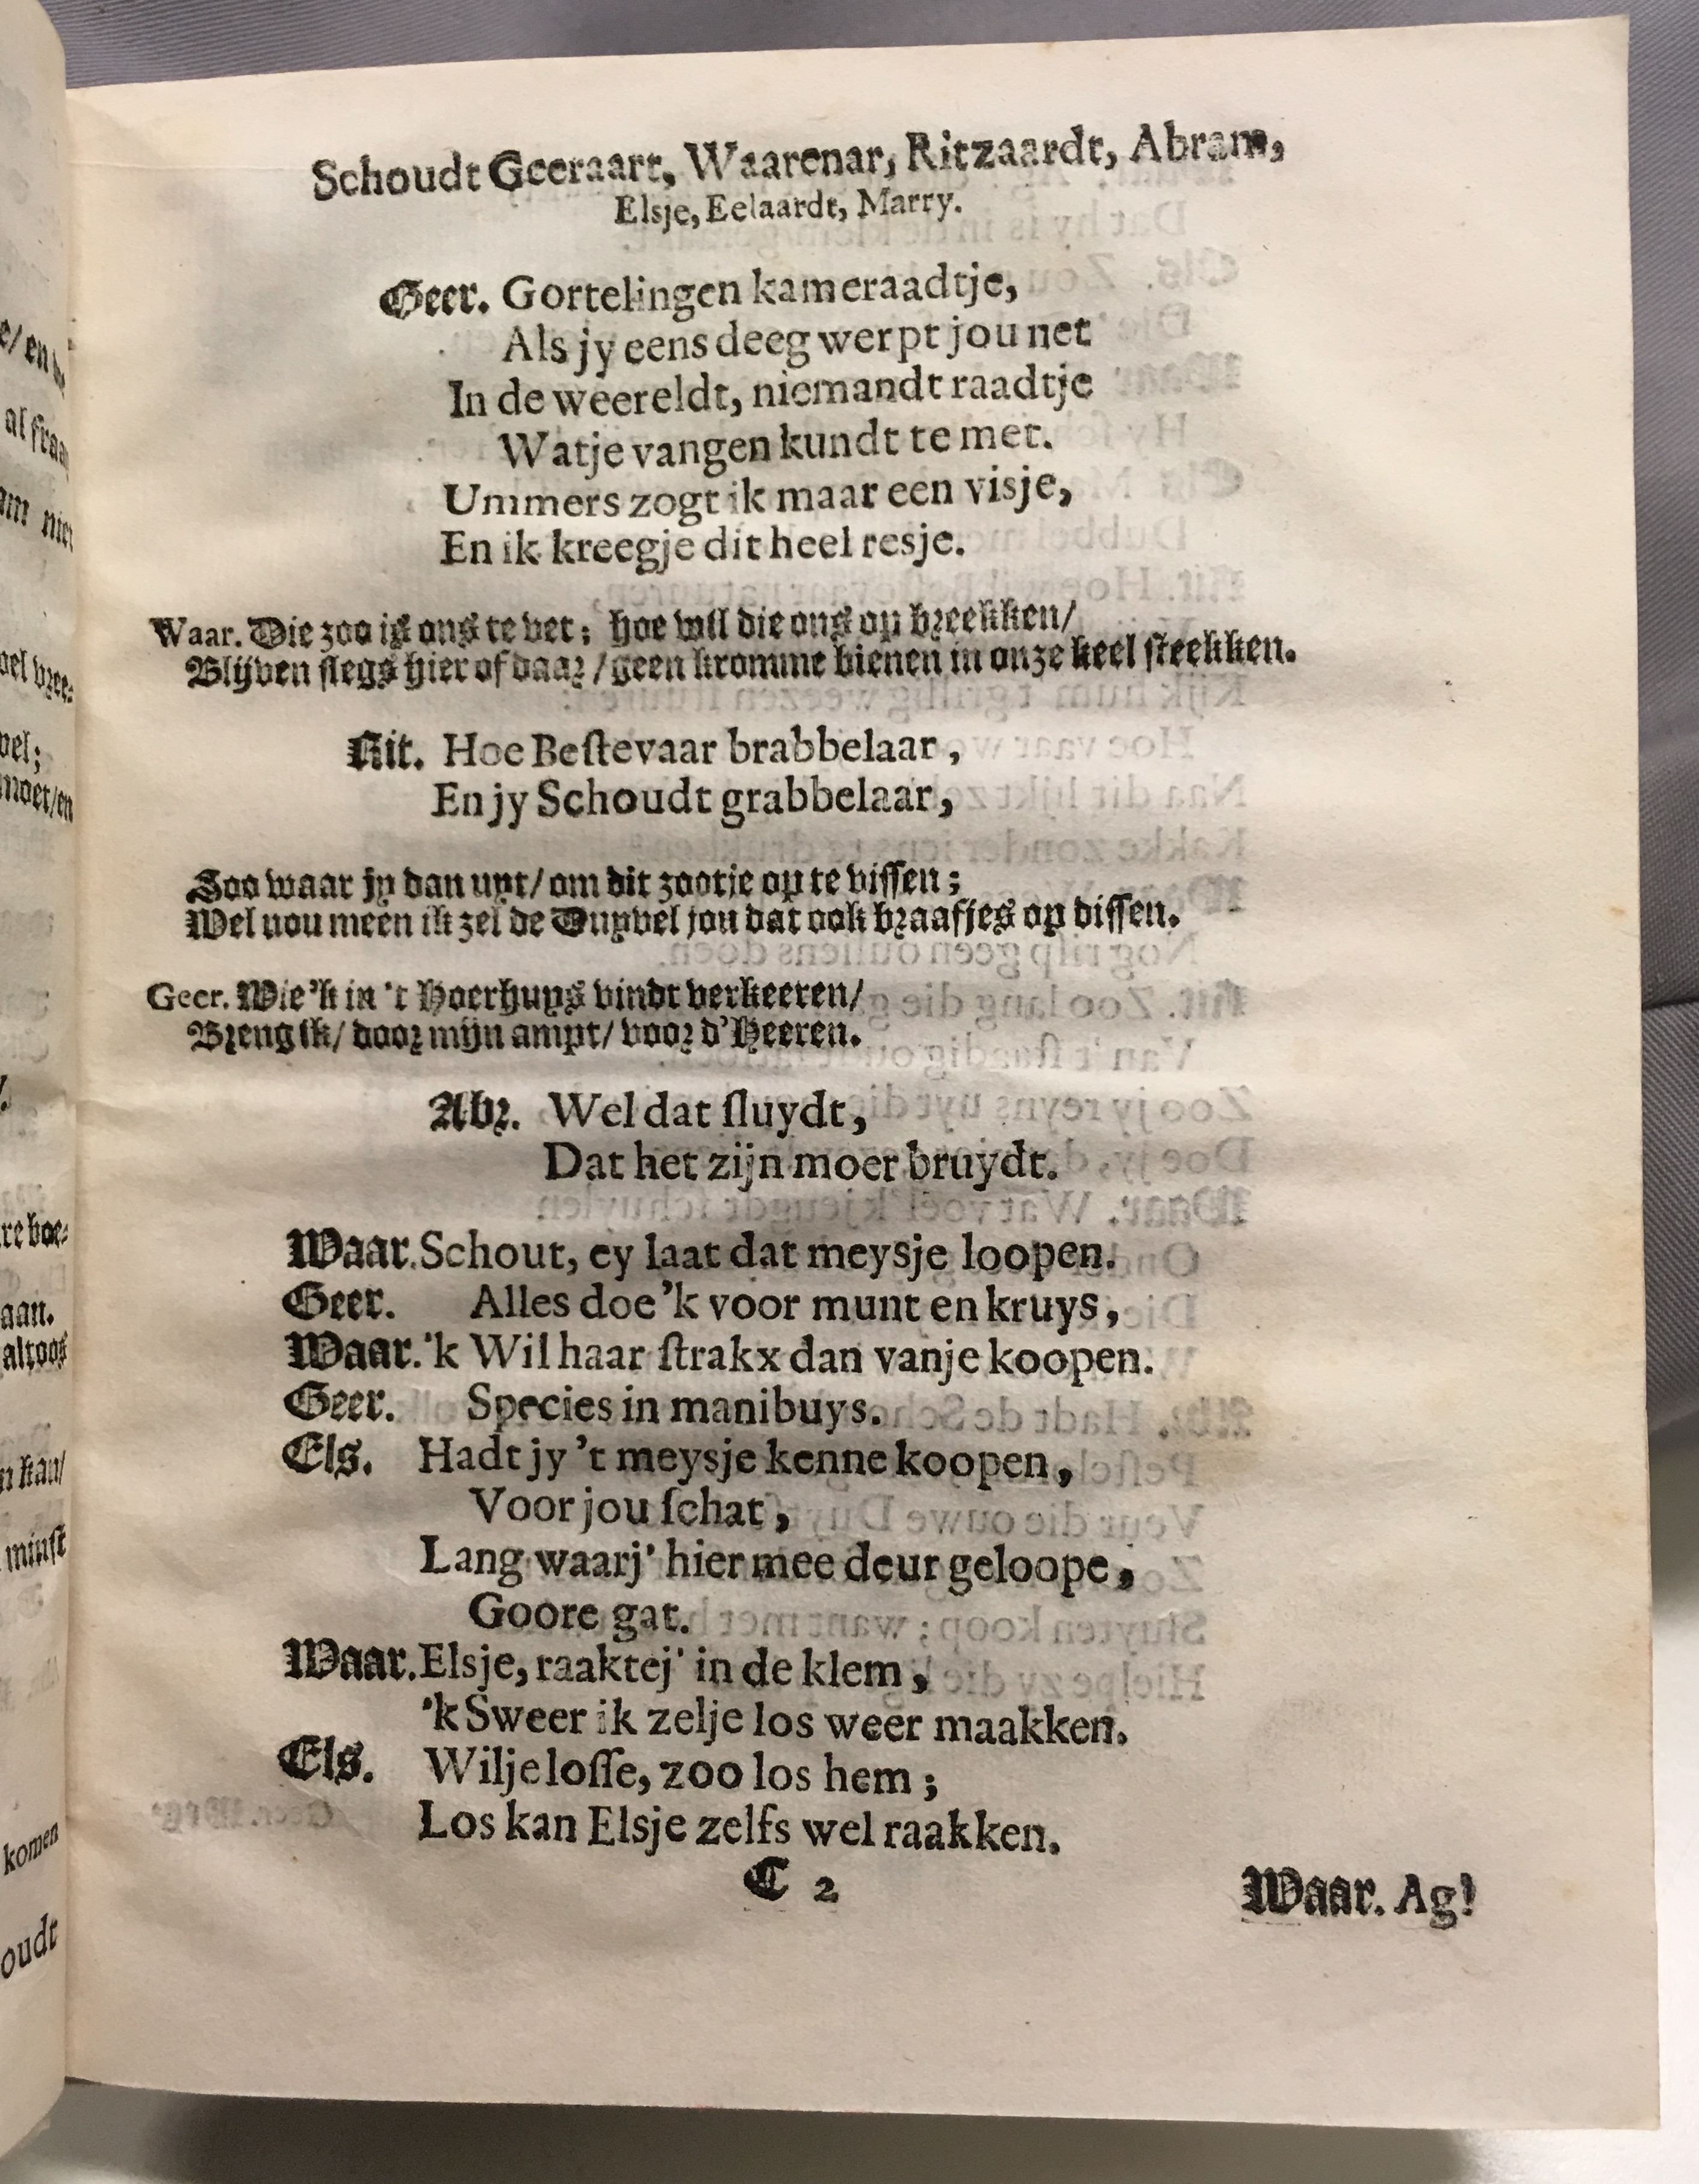 Schoudt Geeraart, Waarenar, Ritzaardt, Abram,
Elsje, Eelaardt, Marry.
Geer. Gortelingen kameraadtje,
Als jy eens deeg werpt jou net
In de weereldt, niemandt raadtje
Watje vangen kundt te met.
Ummers zogt ik maar een visje,
En ik kreegje dit heel resje.
Waar. Die zoo is ons te vet; hoe wil die ons op breekken/
Blijven slegs hier of daar/geen kromme bienen in onze keel steekken.
Rit. Hoe Beſtevaar brabbelaar,
En jy Schoudt grabbelaar,
Zoo waar jy dan uyt/ om dit zootje op te vissen;
Wel nou meen ik zel de Duyvel jou dat ook braafjes op dissen.
Geer. Wie 'k in 't Hoerhuys vindt verkeeren/
Breng ik/ door mijn ampt/ voor d'Heeren.
Abr. Wel dat ſluydt,
Dat het zijn moer bruydt.
Waar. Schout, ey laat dat meysje loopen.
Geer. Alles doe 'k voor munt en kruys,
Waar. 'k Wil haar ſtrakx dan vanje koopen.
Geer. Species in manibuys.
Els. Hadt jy 't meysje kenne koopen,
Voor jou ſchat,
Lang waarj' hier mee deur geloope,
Goore gat.
Waar. Elsje, raaktej' in de klem,
'k Sweer ik zelje los weer maakken.
Els. Wilje loſſe, zoo los hem;
Los kan Elsje zelfs wel raakken.
C 2
Waar. Ag!